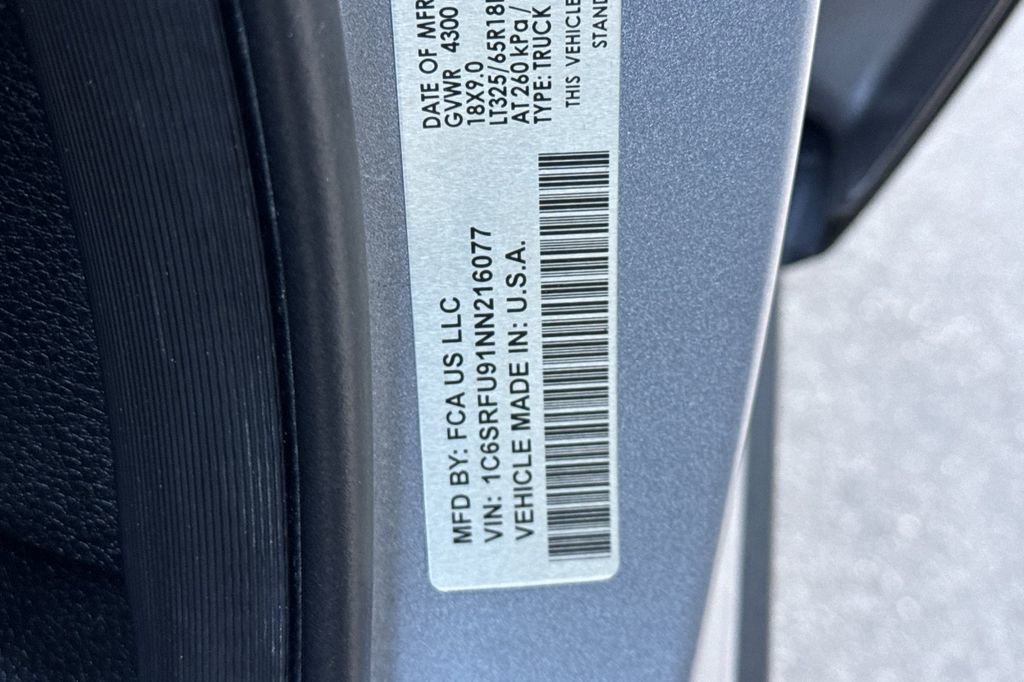 MFD BY: FCA US LLC
DATE OF MFR
VIN: 1C6SRFU91NN216077
GVWR 4300
VEHICLE MADE IN: U.S.A.
18X9.0
LT325/65R18
AT 260 kPa/
TYPE: TRUCK
THIS VEHICLE
STAND